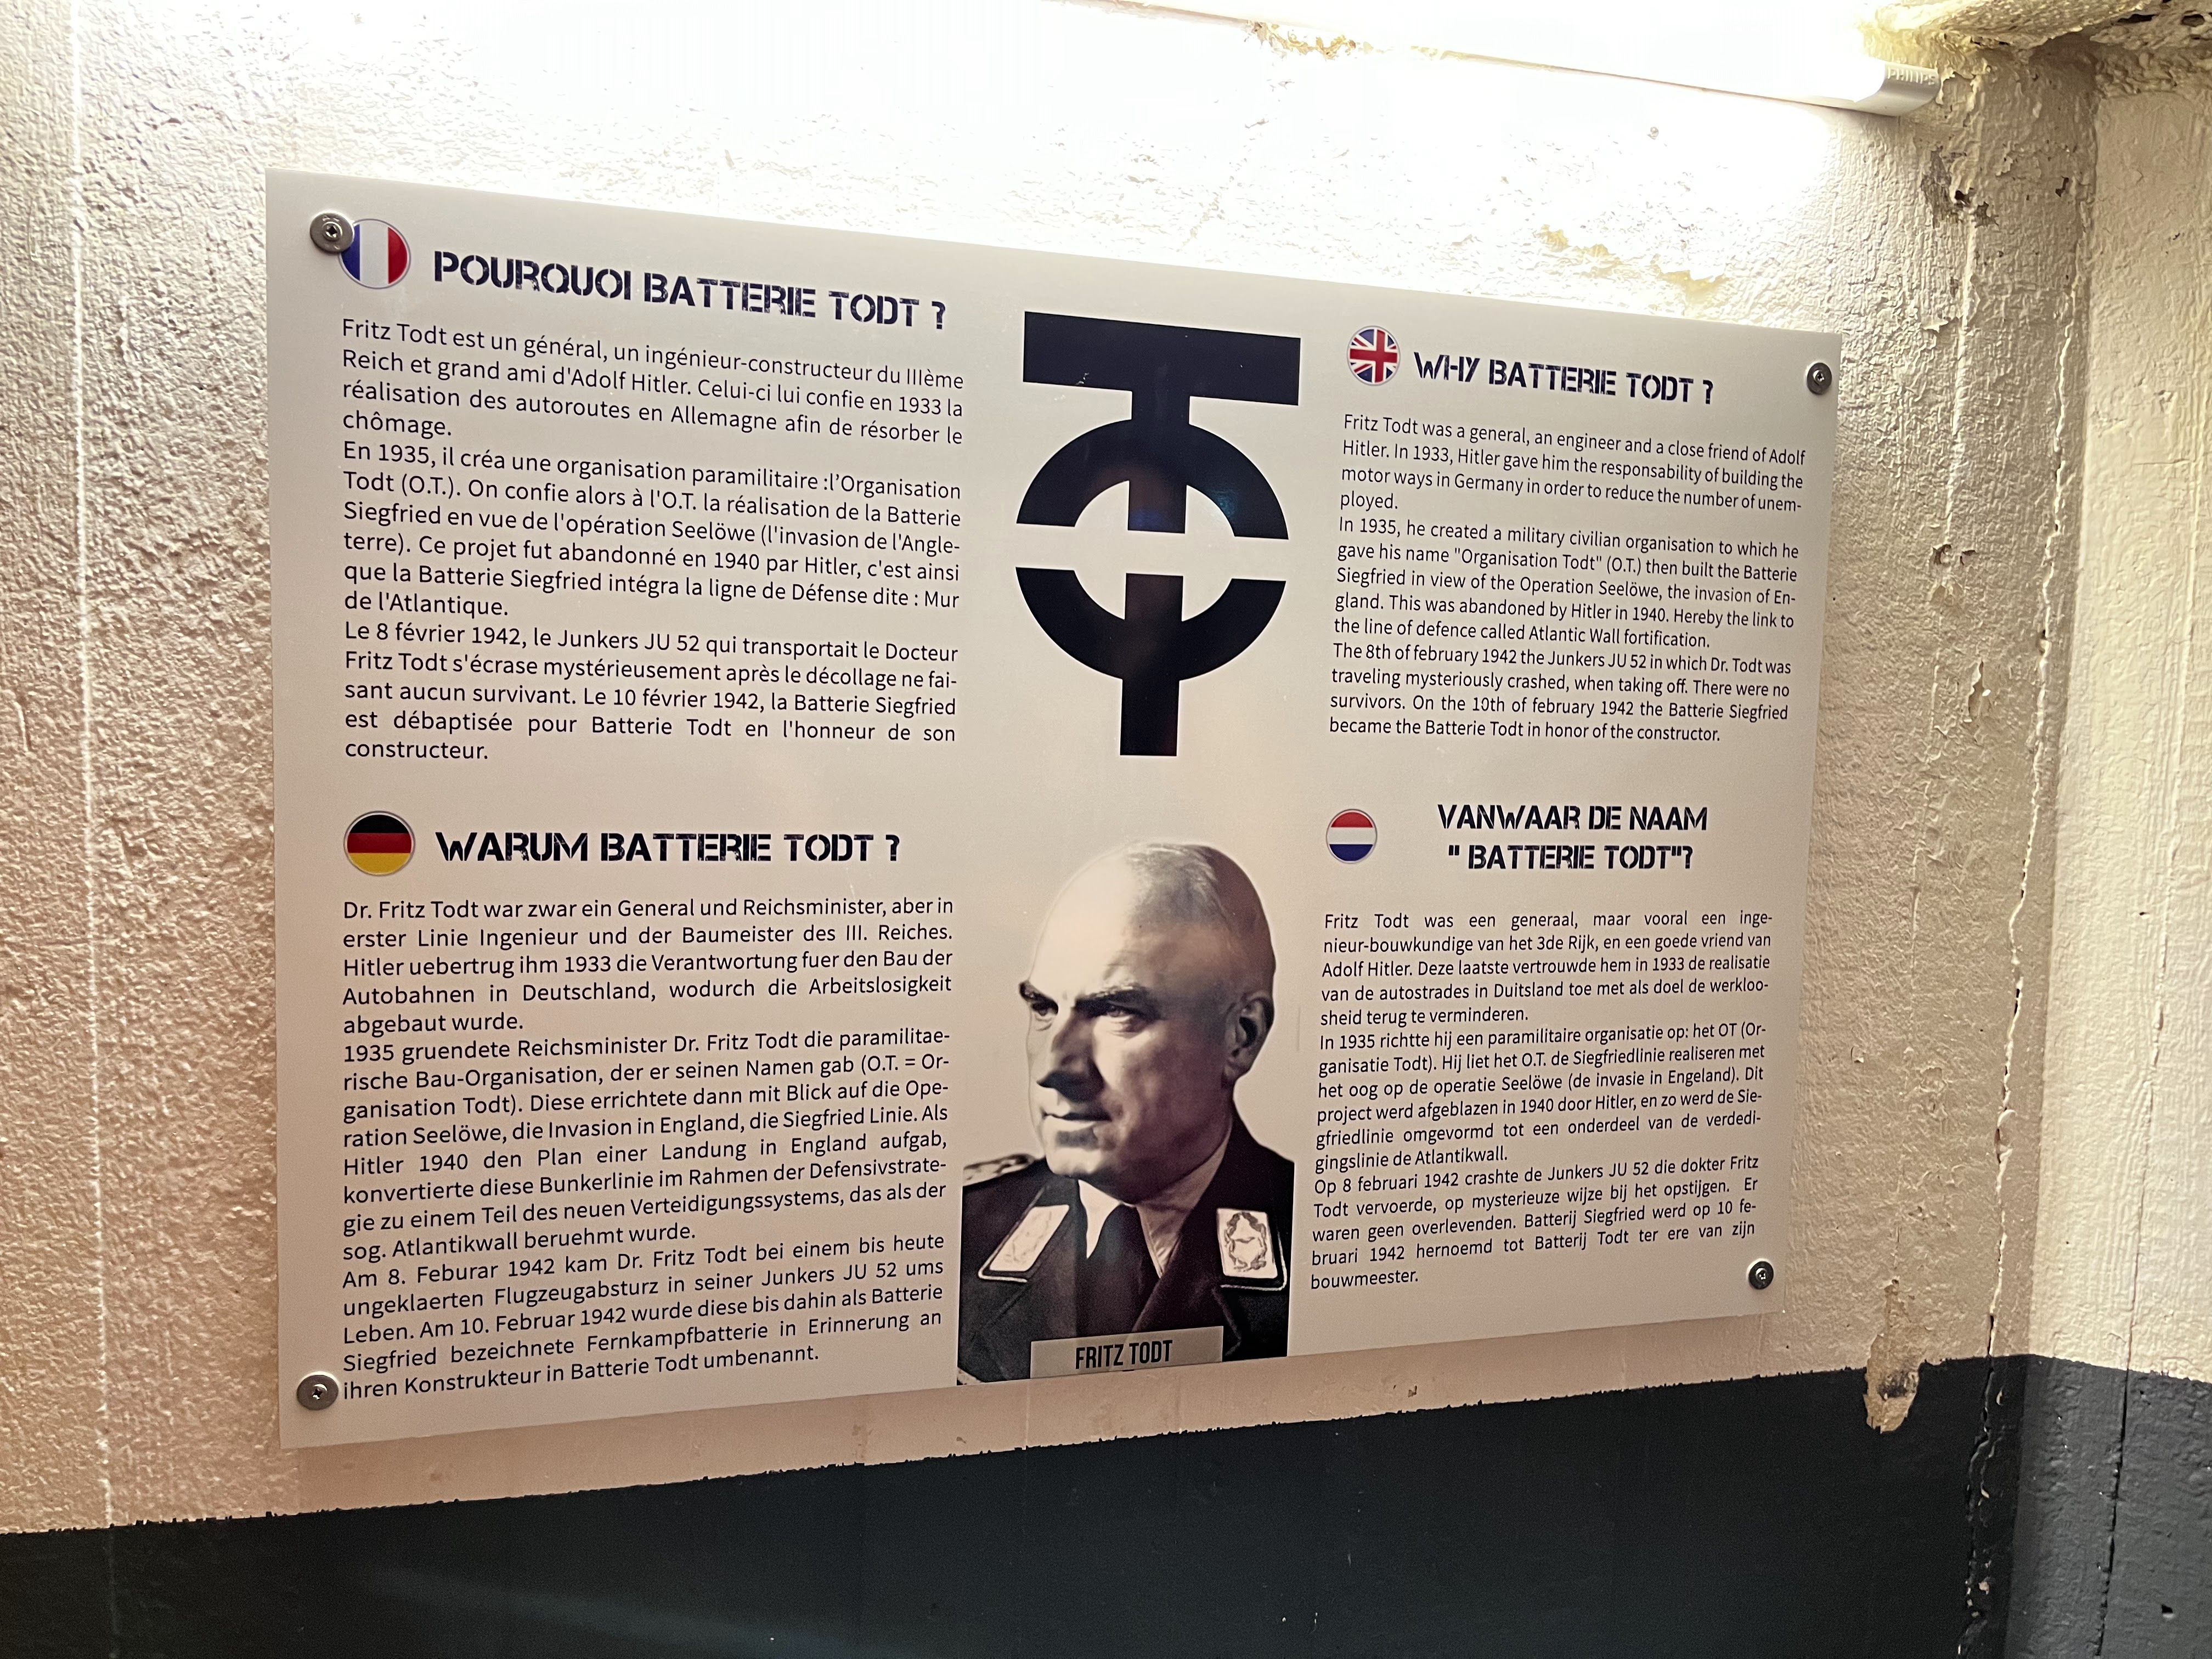 PHILIPS
POURQUOI BATTERIE TODT ?
Fritz Todt est un général, un ingénieur-constructeur du IIIème
Reich et grand ami d'Adolf Hitler. Celui-ci lui confie en 1933 la
réalisation des autoroutes en Allemagne afin de résorber le
chômage.
En 1935, il créa une organisation paramilitaire :l’Organisation
Todt (O.T.). On confie alors à l'O.T. la réalisation de la Batterie
Siegfried en vue de l'opération Seelöwe (l'invasion de l'Angle-
terre). Ce projet fut abandonné en 1940 par Hitler, c'est ainsi
que la Batterie Siegfried intégra la ligne de Défense dite : Mur
de l'Atlantique.
Le 8 février 1942, le Junkers JU 52 qui transportait le Docteur
Fritz Todt s'écrase mystérieusement après le décollage ne fai-
sant aucun survivant. Le 10 février 1942, la Batterie Siegfried
est débaptisée pour Batterie Todt en l'honneur de son
constructeur.
WHY BATTERIE TODT ?
Fritz Todt was a general, an engineer and a close friend of Adolf
Hitler. In 1933, Hitler gave him the responsability of building the
motor ways in Germany in order to reduce the number of unem-
ployed.
In 1935, he created a military civilian organisation to which he
gave his name "Organisation Todt" (O.T.) then built the Batterie
Siegfried in view of the Operation Seelöwe, the invasion of En-
gland. This was abandoned by Hitler in 1940. Hereby the link to
the line of defence called Atlantic Wall fortification.
The 8th of february 1942 the Junkers JU 52 in which Dr. Todt was
traveling mysteriously crashed, when taking off. There were no
survivors. On the 10th of february 1942 the Batterie Siegfried
became the Batterie Todt in honor of the constructor.
WARUM BATTERIE TODT ?
Dr. Fritz Todt war zwar ein General und Reichsminister, aber in
erster Linie Ingenieur und der Baumeister des III. Reiches.
Hitler uebertrug ihm 1933 die Verantwortung fuer den Bau der
Autobahnen in Deutschland, wodurch die Arbeitslosigkeit
abgebaut wurde.
1935 gruendete Reichsminister Dr. Fritz Todt die paramilitae-
rische Bau-Organisation, der er seinen Namen gab (O.T. = Or-
ganisation Todt). Diese errichtete dann mit Blick auf die Ope-
ration Seelöwe, die Invasion in England, die Siegfried Linie. Als
Hitler 1940 den Plan einer Landung in England aufgab,
konvertierte diese Bunkerlinie im Rahmen der Defensivstrate-
gie zu einem Teil des neuen Verteidigungssystems, das als der
sog. Atlantikwall beruehmt wurde.
Am 8. Feburar 1942 kam Dr. Fritz Todt bei einem bis heute
ungeklaerten Flugzeugabsturz in seiner Junkers JU 52 ums
Leben. Am 10. Februar 1942 wurde diese bis dahin als Batterie
Siegfried bezeichnete Fernkampfbatterie in Erinnerung an
ihren Konstrukteur in Batterie Todt umbenannt.
FRITZ TODT
VANWAAR DE NAAM
" BATTERIE TODT"?
Fritz Todt was een generaal, maar vooral een inge-
nieur-bouwkundige van het 3de Rijk, en een goede vriend van
Adolf Hitler. Deze laatste vertrouwde hem in 1933 de realisatie
van de autostrades in Duitsland toe met als doel de werkloo-
sheid terug te verminderen.
In 1935 richtte hij een paramilitaire organisatie op: het OT (Or-
ganisatie Todt). Hij liet het O.T. de Siegfriedlinie realiseren met
het oog op de operatie Seelöwe (de invasie in Engeland). Dit
project werd afgeblazen in 1940 door Hitler, en zo werd de Sie-
gfriedlinie omgevormd tot een onderdeel van de verdedi-
gingslinie de Atlantikwall.
Op 8 februari 1942 crashte de Junkers JU 52 die dokter Fritz
Todt vervoerde, op mysterieuze wijze bij het opstijgen. Er
waren geen overlevenden. Batterij Siegfried werd op 10 fe-
bruari 1942 hernoemd tot Batterij Todt ter ere van zijn
bouwmeester.